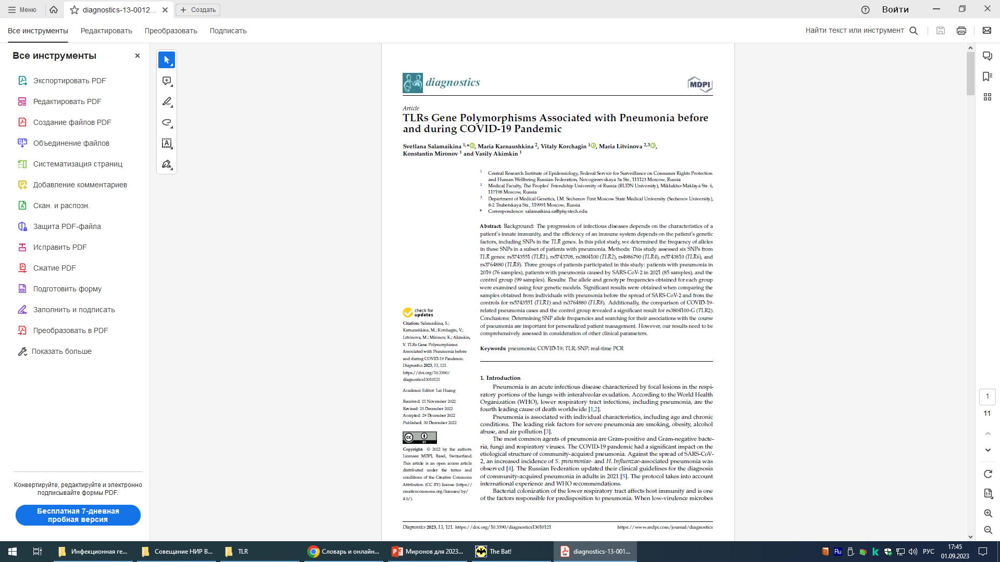 Меню
diagnostics-13-0012...
Создать
Войти
Все инструменты
Редактировать
Преобразовать
Подписать
Найти текст или инструмент
Все инструменты
Экспортировать PDF
Редактировать PDF
Создание файлов PDF
Объединение файлов
Систематизация страниц
Добавление комментариев
Скан. и распозн.
Защита PDF-файла
Исправить PDF
Сжатие PDF
Подготовить форму
Заполнить и подписать
Преобразовать в PDF
Показать больше
Конвертируйте, редактируйте и электронно
подписывайте формы PDF.
Бесплатная 7-дневная
пробная версия
diagnostics
MDPI
Article
TLRs Gene Polymorphisms Associated with Pneumonia before
and during COVID-19 Pandemic
Svetlana Salamaikina 1,*, Maria Karnaushkina 2, Vitaly Korchagin 1, Maria Litvinova 2,3,
Konstantin Mironov 1 and Vasily Akimkin 1
1 Central Research Institute of Epidemiology, Federal Service for Surveillance on Consumer Rights Protection
and Human Wellbeing Russian Federation, Novogireevskaya 3a Str., 111123 Moscow, Russia
2 Medical Faculty, The Peoples' Friendship University of Russia (RUDN University), Miklukho-Maklaya Str. 6,
117198 Moscow, Russia
3 Department of Medical Genetics, I.M. Sechenov First Moscow State Medical University (Sechenov University),
8-2 Trubetskaya Str., 119991 Moscow, Russia
* Correspondence: salamaikina.sa@phystech.edu
Abstract: Background: The progression of infectious diseases depends on the characteristics of a
patient's innate immunity, and the efficiency of an immune system depends on the patient's genetic
factors, including SNPs in the TLR genes. In this pilot study, we determined the frequency of alleles
in these SNPs in a subset of patients with pneumonia. Methods: This study assessed six SNPs from
TLR genes: rs5743551 (TLR1), rs5743708, rs3804100 (TLR2), rs4986790 (TLR4), rs5743810 (TLR6), and
rs3764880 (TLR8). Three groups of patients participated in this study: patients with pneumonia in
2019 (76 samples), patients with pneumonia caused by SARS-CoV-2 in 2021 (85 samples), and the
control group (99 samples). Results: The allele and genotype frequencies obtained for each group
were examined using four genetic models. Significant results were obtained when comparing the
samples obtained from individuals with pneumonia before the spread of SARS-CoV-2 and from the
controls for rs5743551 (TLR1) and rs3764880 (TLR8). Additionally, the comparison of COVID-19-
related pneumonia cases and the control group revealed a significant result for rs3804100-G (TLR2).
Conclusions: Determining SNP allele frequencies and searching for their associations with the course
of pneumonia are important for personalized patient management. However, our results need to be
comprehensively assessed in consideration of other clinical parameters.
Keywords: pneumonia; COVID-19; TLR; SNP; real-time PCR
check for
updates
Citation: Salamaikina, S.;
Karnaushkina, M.; Korchagin, V.;
Litvinova, M.; Mironov, K.; Akimkin,
V. TLRs Gene Polymorphisms
Associated with Pneumonia before
and during COVID-19 Pandemic.
Diagnostics 2023, 13, 121.
https://doi.org/10.3390/
diagnostics13010121
Academic Editor: Lei Huang
Received: 21 November 2022
Revised: 25 December 2022
Accepted: 29 December 2022
Published: 30 December 2022
cc
BY
Copyright: © 2022 by the authors.
Licensee MDPI, Basel, Switzerland.
This article is an open access article
distributed under the terms and
conditions of the Creative Commons
Attribution (CC BY) license (https://
creativecommons.org/licenses/by/
4.0/).
1. Introduction
Pneumonia is an acute infectious disease characterized by focal lesions in the respi-
ratory portions of the lungs with interalveolar exudation. According to the World Health
Organization (WHO), lower respiratory tract infections, including pneumonia, are the
fourth leading cause of death worldwide [1,2].
Pneumonia is associated with individual characteristics, including age and chronic
conditions. The leading risk factors for severe pneumonia are smoking, obesity, alcohol
abuse, and air pollution [3].
The most common agents of pneumonia are Gram-positive and Gram-negative bacte-
ria, fungi and respiratory viruses. The COVID-19 pandemic had a significant impact on the
etiological structure of community-acquired pneumonia. Against the spread of SARS-CoV-
2, an increased incidence of S. pneumoniae- and H. Influenzae-associated pneumonia was
observed [4]. The Russian Federation updated their clinical guidelines for the diagnosis
of community-acquired pneumonia in adults in 2021 [5]. The protocol takes into account
international experience and WHO recommendations.
Bacterial colonization of the lower respiratory tract affects host immunity and is one
of the factors responsible for predisposition to pneumonia. When low-virulence microbes
Diagnostics 2023, 13, 121. https://doi.org/10.3390/diagnostics13010121
https://www.mdpi.com/journal/diagnostics
1
11
1:1
Инфекционная ге...
Совещание НИР В...
TLR
Словарь и онлайн...
Миронов для 2023...
The Bat!
diagnostics-13-001...
Ru
РУС
17:45
01.09.2023